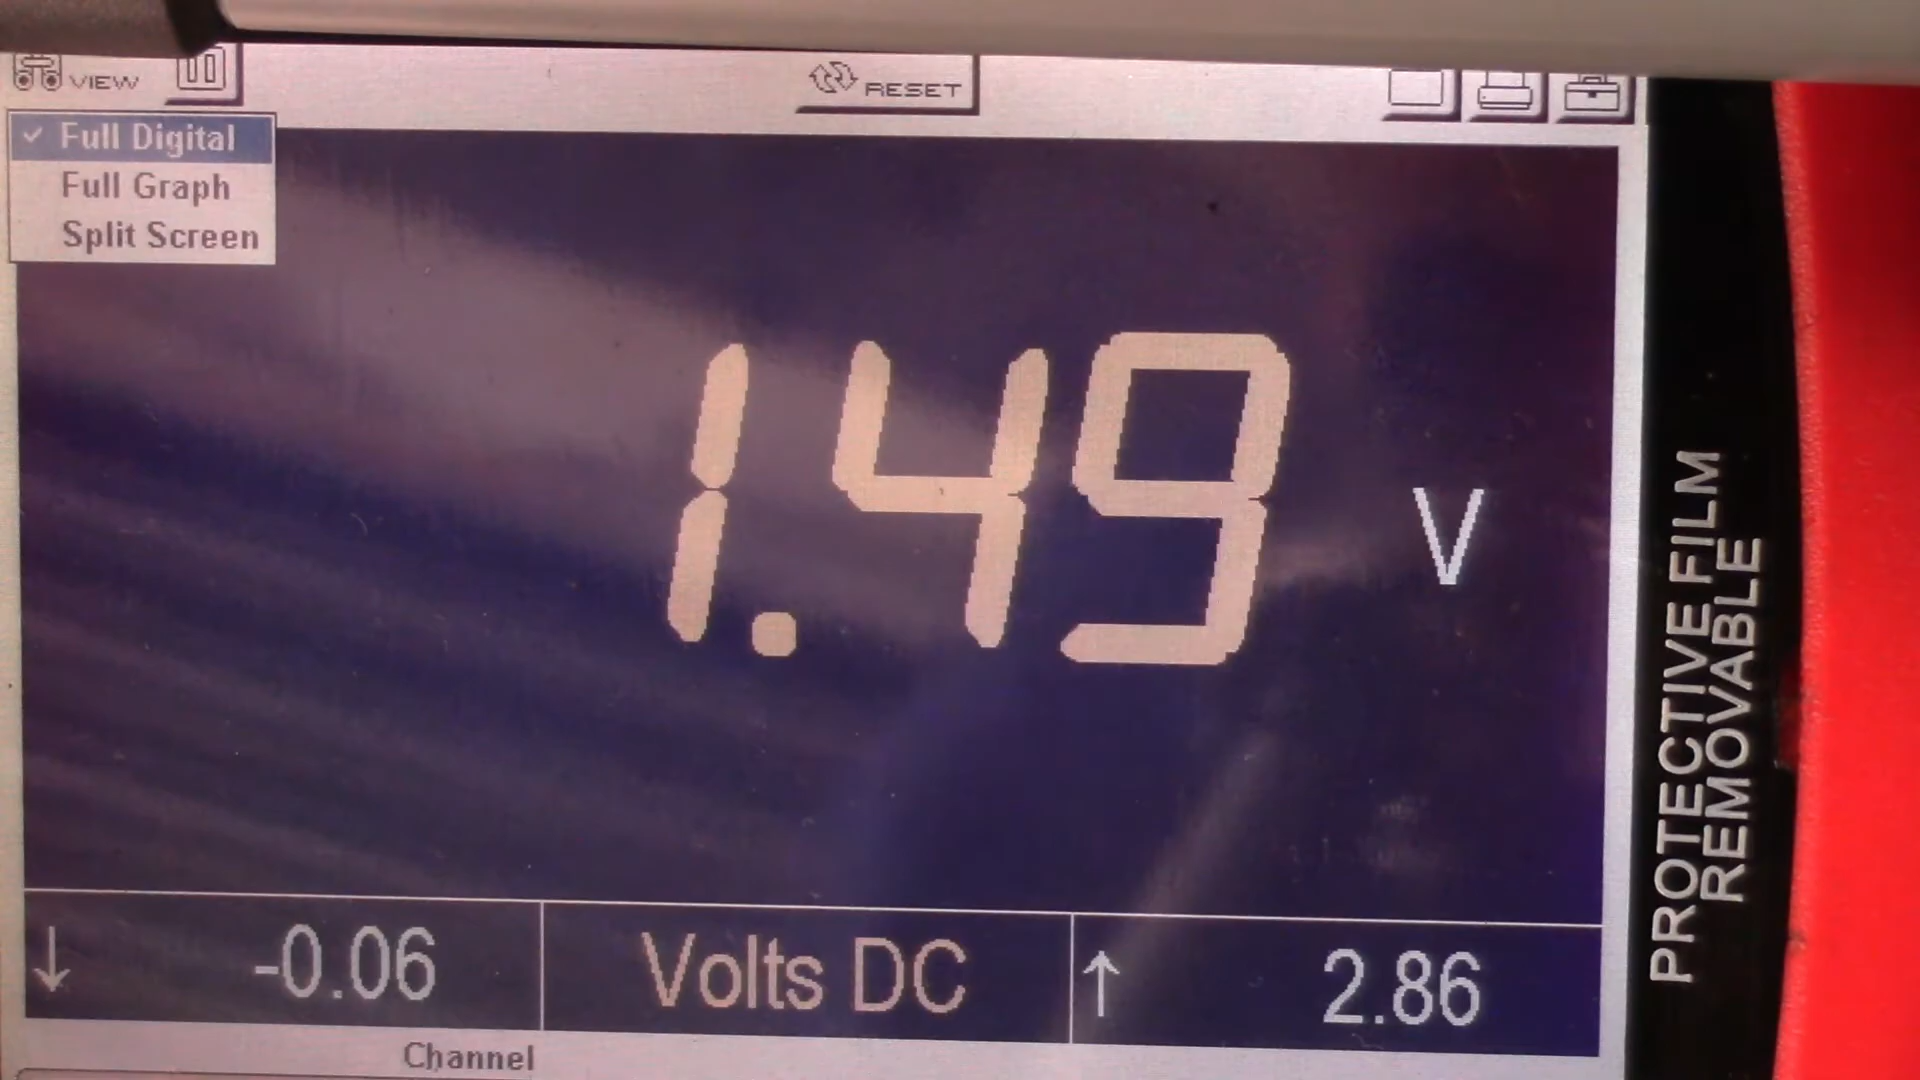 VIEW
RESET
✓ Full Digital
Full Graph
Split Screen
1.49 V
↓ -0.06
Volts DC
↑ 2.86
Channel
PROTECTIVE FILM
REMOVABLE